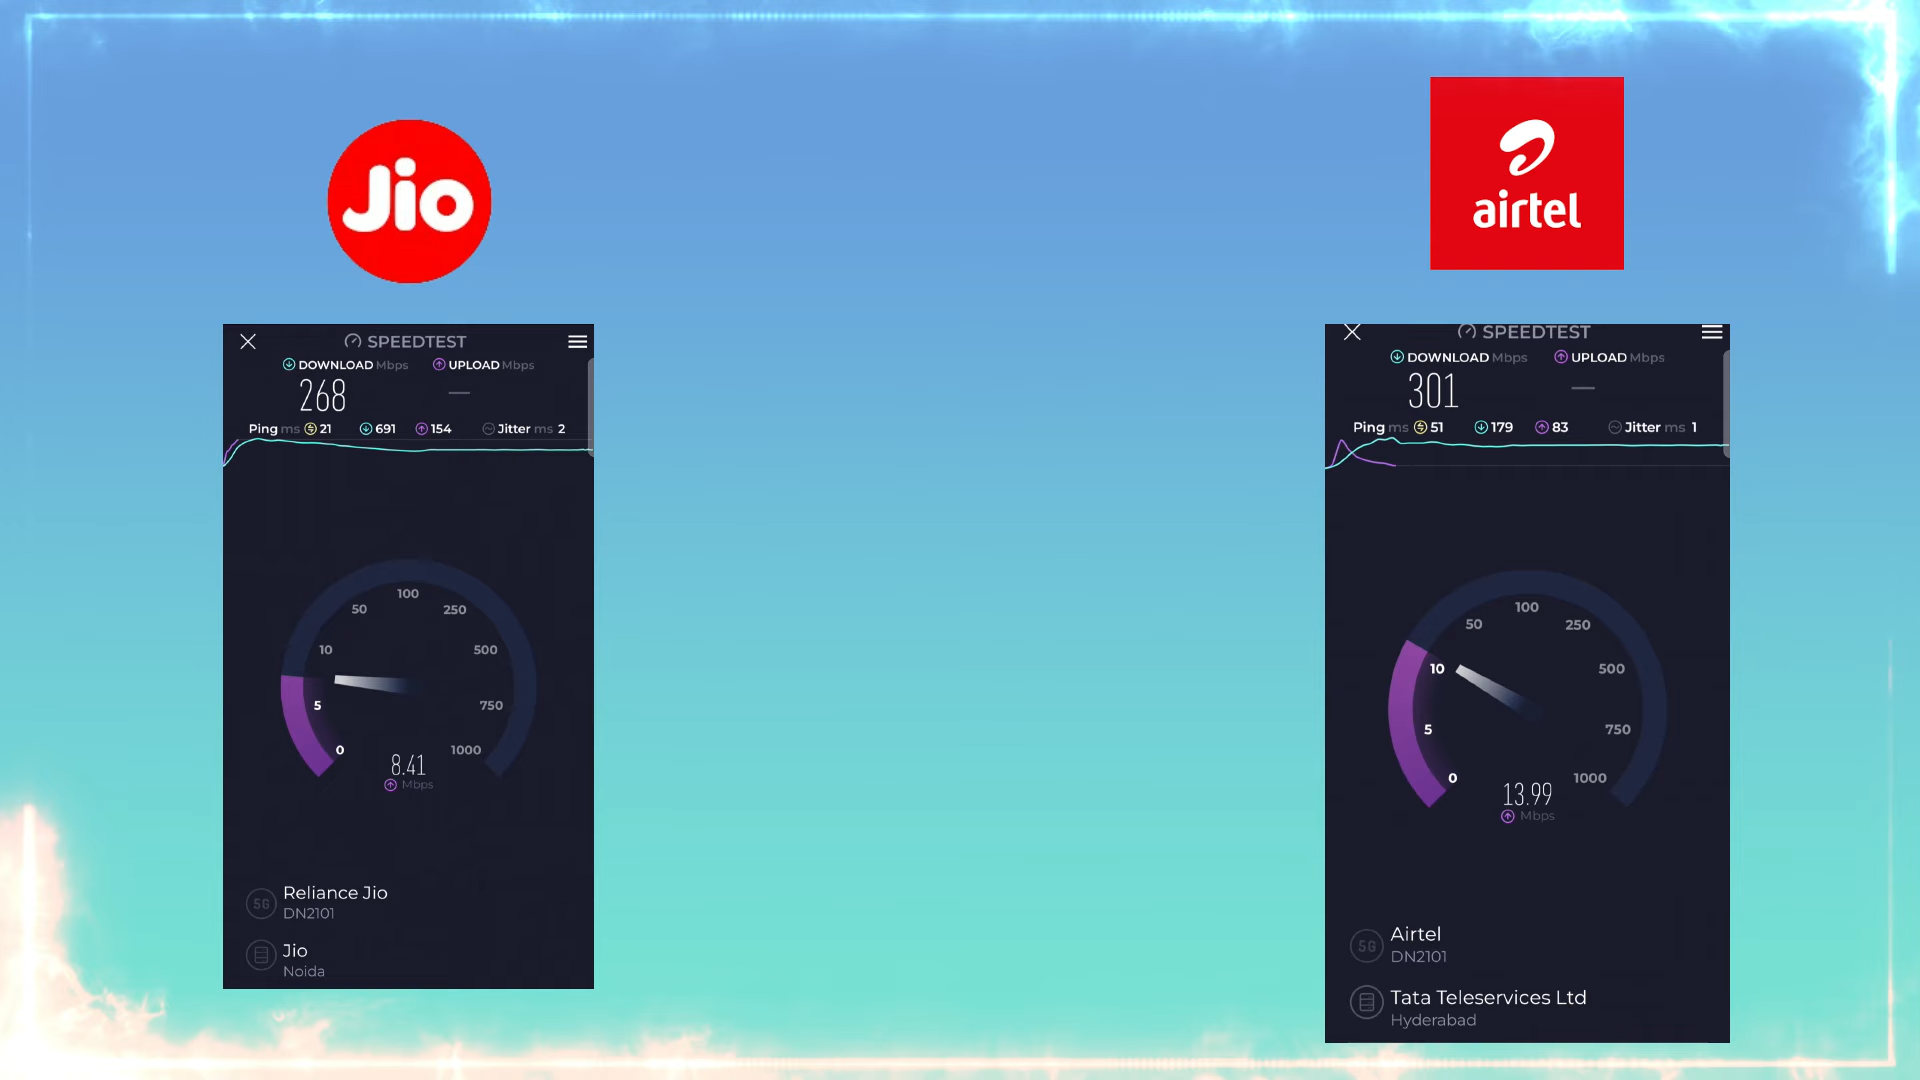 Jio
SPEEDTEST
DOWNLOAD Mbps UPLOAD Mbps
268 —
Ping ms 21 691 154 Jitter ms 2
100
50 250
10 500
5 750
0 1000
8.41
Mbps
5G Reliance Jio
DN2101
Jio
Noida
airtel
SPEEDTEST
DOWNLOAD Mbps UPLOAD Mbps
301 —
Ping ms 51 179 83 Jitter ms 1
100
50 250
10 500
5 750
0 1000
13.99
Mbps
5G Airtel
DN2101
Tata Teleservices Ltd
Hyderabad